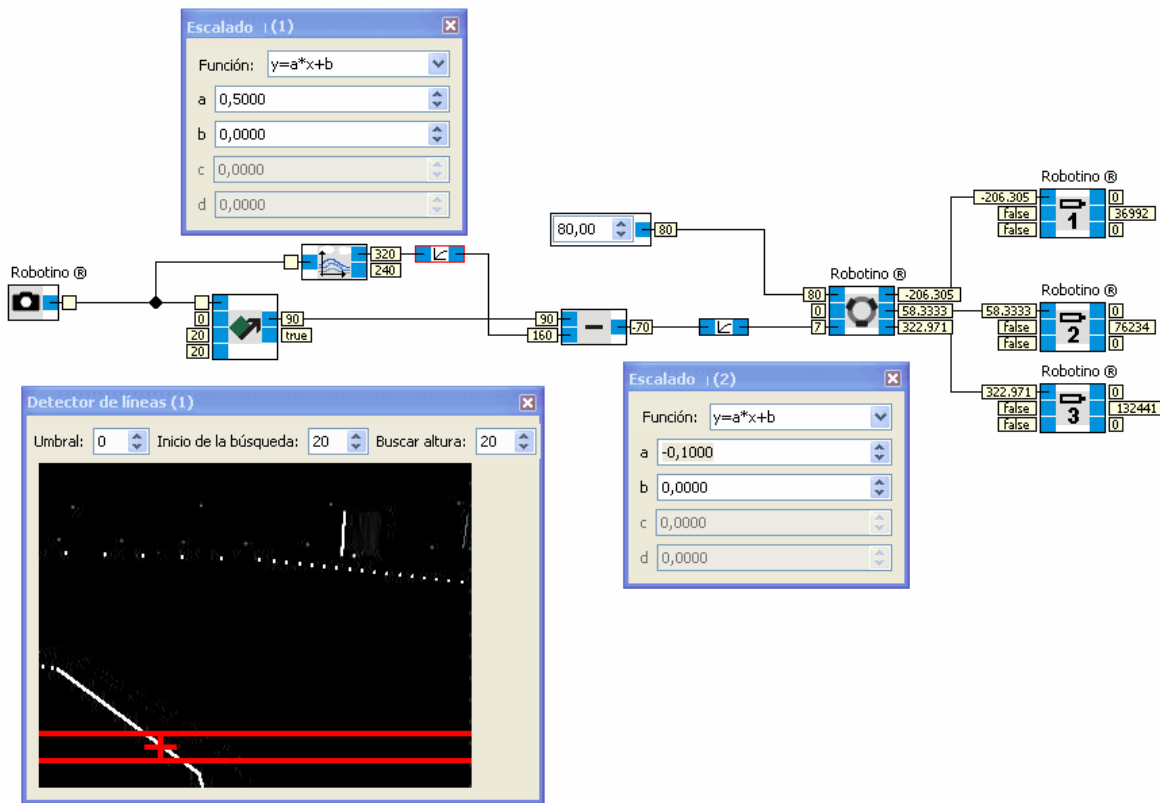 Escalado ı (1)
Función: y=a*x+b
a 0,5000
b 0,0000
c 0,0000
d 0,0000
Robotino ®
320
240
0
20
20
90
true
80,00
80
90
160
-70
Robotino ®
80
0
7
-206.305
58.3333
322.971
Robotino ®
-206.305
False
False
1
0
36992
0
Robotino ®
58.3333
False
False
2
0
76234
0
Robotino ®
322.971
False
False
3
0
132441
0
Detector de líneas (1)
Umbral: 0 Inicio de la búsqueda: 20 Buscar altura: 20
Escalado ı (2)
Función: y=a*x+b
a -0,1000
b 0,0000
c 0,0000
d 0,0000